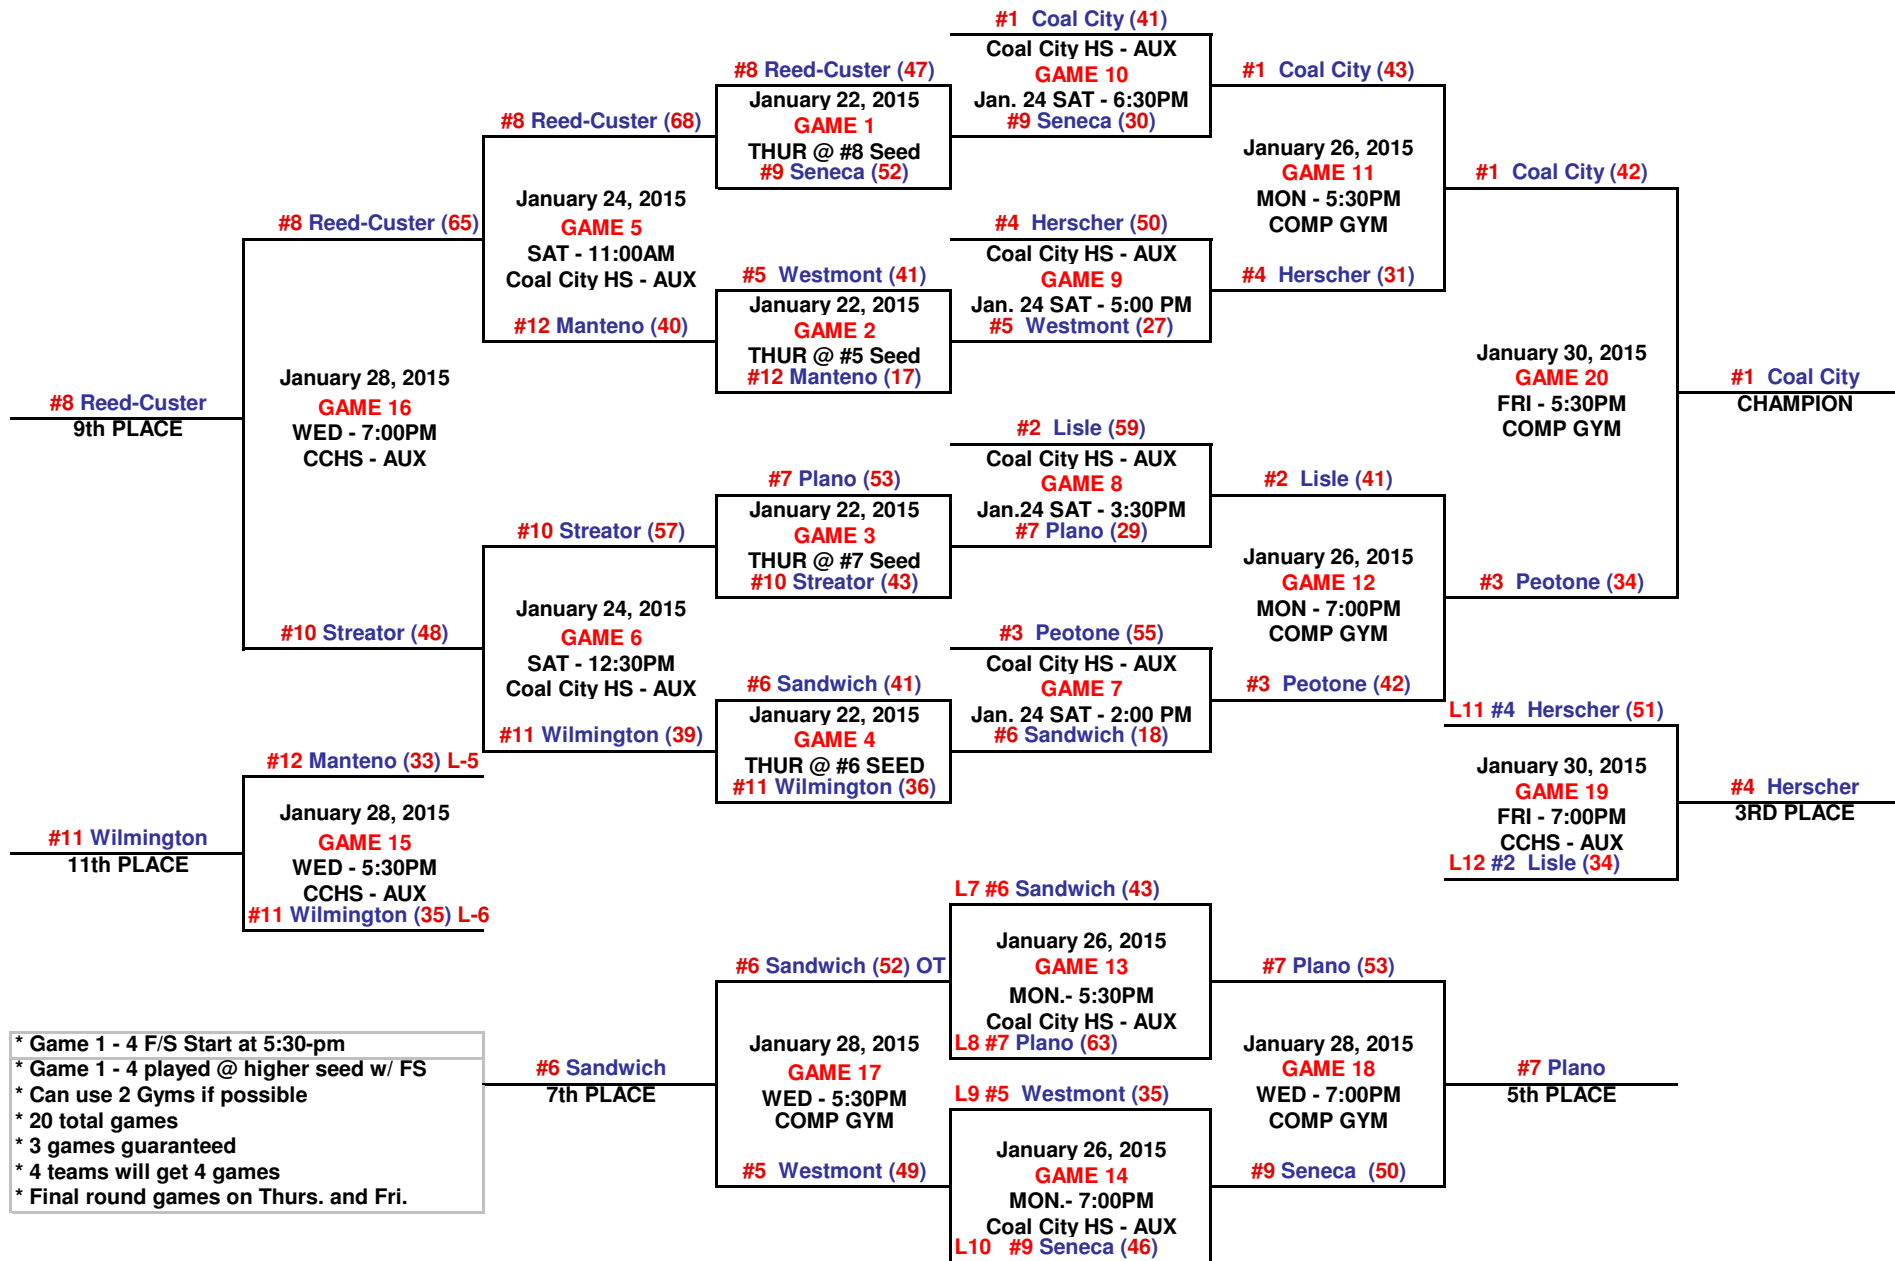 #1 Coal City (41)
Coal City HS - AUX
GAME 10
Jan. 24 SAT - 6:30PM
#9 Seneca (30)
#8 Reed-Custer (47)
January 22, 2015
GAME 1
THUR @ #8 Seed
#9 Seneca (52)
#1 Coal City (43)
January 26, 2015
GAME 11
MON - 5:30PM
COMP GYM
#4 Herscher (31)
#8 Reed-Custer (68)
January 24, 2015
GAME 5
SAT - 11:00AM
Coal City HS - AUX
#12 Manteno (40)
#1 Coal City (42)
#8 Reed-Custer (65)
#4 Herscher (50)
Coal City HS - AUX
GAME 9
Jan. 24 SAT - 5:00 PM
#5 Westmont (27)
#5 Westmont (41)
January 22, 2015
GAME 2
THUR @ #5 Seed
#12 Manteno (17)
January 28, 2015
GAME 16
WED - 7:00PM
CCHS - AUX
#8 Reed-Custer
9th PLACE
January 30, 2015
GAME 20
FRI - 5:30PM
COMP GYM
#1 Coal City
CHAMPION
#2 Lisle (59)
Coal City HS - AUX
GAME 8
Jan.24 SAT - 3:30PM
#7 Plano (29)
#7 Plano (53)
January 22, 2015
GAME 3
THUR @ #7 Seed
#10 Streator (43)
#2 Lisle (41)
January 26, 2015
GAME 12
MON - 7:00PM
COMP GYM
#3 Peotone (42)
#10 Streator (57)
January 24, 2015
GAME 6
SAT - 12:30PM
Coal City HS - AUX
#11 Wilmington (39)
#3 Peotone (34)
#10 Streator (48)
#3 Peotone (55)
Coal City HS - AUX
GAME 7
Jan. 24 SAT - 2:00 PM
#6 Sandwich (18)
#6 Sandwich (41)
January 22, 2015
GAME 4
THUR @ #6 SEED
#11 Wilmington (36)
L11 #4 Herscher (51)
January 30, 2015
GAME 19
FRI - 7:00PM
CCHS - AUX
L12 #2 Lisle (34)
#4 Herscher
3RD PLACE
#12 Manteno (33) L-5
January 28, 2015
GAME 15
WED - 5:30PM
CCHS - AUX
#11 Wilmington (35) L-6
#11 Wilmington
11th PLACE
L7 #6 Sandwich (43)
January 26, 2015
GAME 13
MON.- 5:30PM
Coal City HS - AUX
L8 #7 Plano (63)
#6 Sandwich (52) OT
January 28, 2015
GAME 17
WED - 5:30PM
COMP GYM
#5 Westmont (49)
#6 Sandwich
7th PLACE
#7 Plano (53)
January 28, 2015
GAME 18
WED - 7:00PM
COMP GYM
#9 Seneca (50)
#7 Plano
5th PLACE
L9 #5 Westmont (35)
January 26, 2015
GAME 14
MON.- 7:00PM
Coal City HS - AUX
L10 #9 Seneca (46)
* Game 1 - 4 F/S Start at 5:30-pm
* Game 1 - 4 played @ higher seed w/ FS
* Can use 2 Gyms if possible
* 20 total games
* 3 games guaranteed
* 4 teams will get 4 games
* Final round games on Thurs. and Fri.